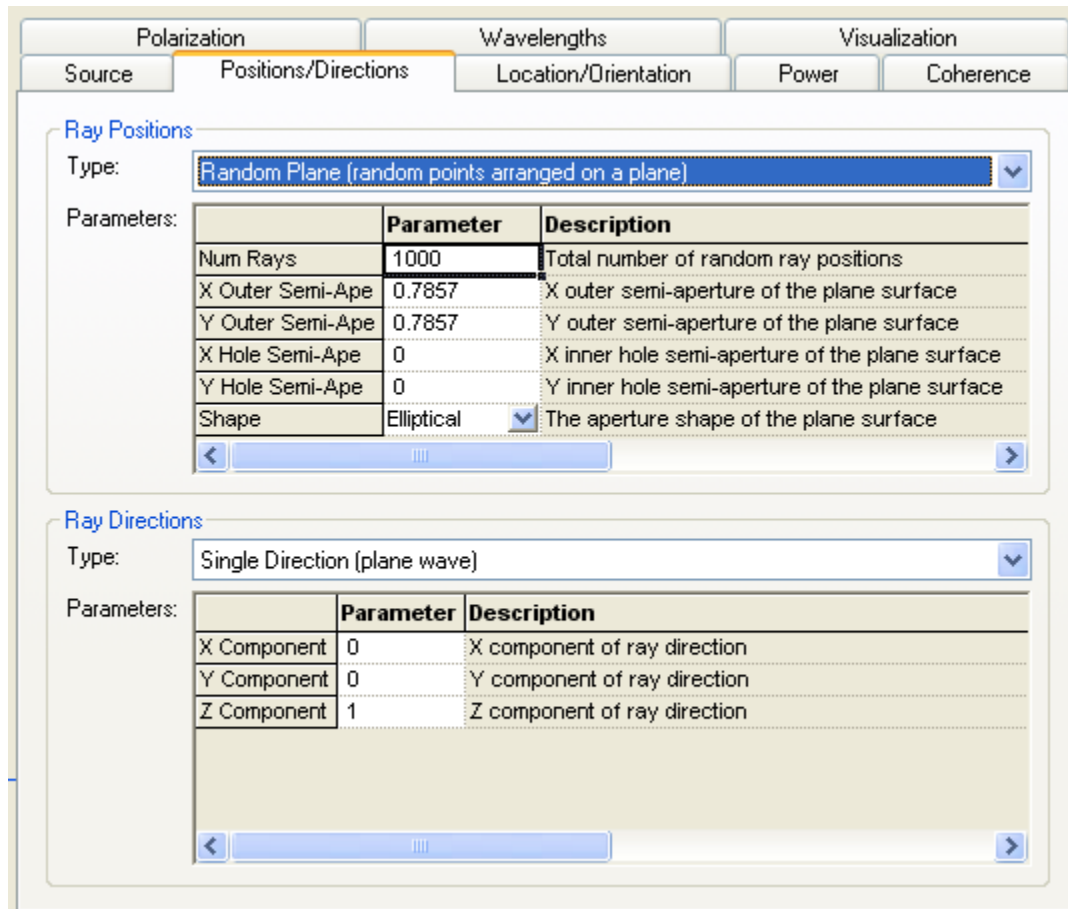 Polarization Wavelengths Visualization
Source Positions/Directions Location/Orientation Power Coherence
Ray Positions
Type: Random Plane (random points arranged on a plane)
Parameters: Parameter Description
Num Rays 1000 Total number of random ray positions
X Outer Semi-Ape 0.7857 X outer semi-aperture of the plane surface
Y Outer Semi-Ape 0.7857 Y outer semi-aperture of the plane surface
X Hole Semi-Ape 0 X inner hole semi-aperture of the plane surface
Y Hole Semi-Ape 0 Y inner hole semi-aperture of the plane surface
Shape Elliptical The aperture shape of the plane surface
Ray Directions
Type: Single Direction (plane wave)
Parameters: Parameter Description
X Component 0 X component of ray direction
Y Component 0 Y component of ray direction
Z Component 1 Z component of ray direction